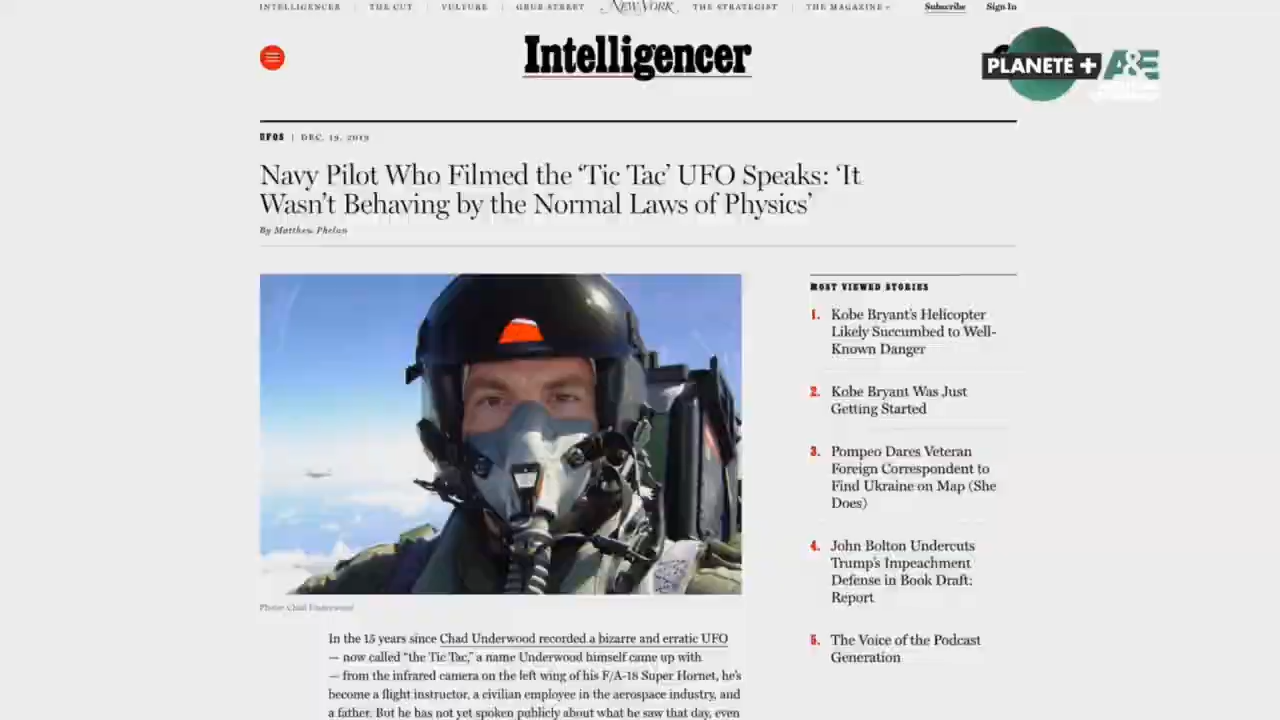 INTELLIGENCER
THE CUT
VULTURE
GRUB STREET
NEW YORK
THE STRATEGIST
THE MAGAZINE
Subscribe
Sign In
Intelligencer
PLANETE +
A&E
UFOS | DEC. 19, 2019
Navy Pilot Who Filmed the ‘Tic Tac’ UFO Speaks: ‘It
Wasn’t Behaving by the Normal Laws of Physics’
By Matthew Phelan
Photo: Chad Underwood
In the 15 years since Chad Underwood recorded a bizarre and erratic UFO
— now called “the Tic Tac,” a name Underwood himself came up with
— from the infrared camera on the left wing of his F/A-18 Super Hornet, he’s
become a flight instructor, a civilian employee in the aerospace industry, and
a father. But he has not yet spoken publicly about what he saw that day, even
MOST VIEWED STORIES
1. Kobe Bryant’s Helicopter
Likely Succumbed to Well-
Known Danger
2. Kobe Bryant Was Just
Getting Started
3. Pompeo Dares Veteran
Foreign Correspondent to
Find Ukraine on Map (She
Does)
4. John Bolton Undercuts
Trump’s Impeachment
Defense in Book Draft:
Report
5. The Voice of the Podcast
Generation